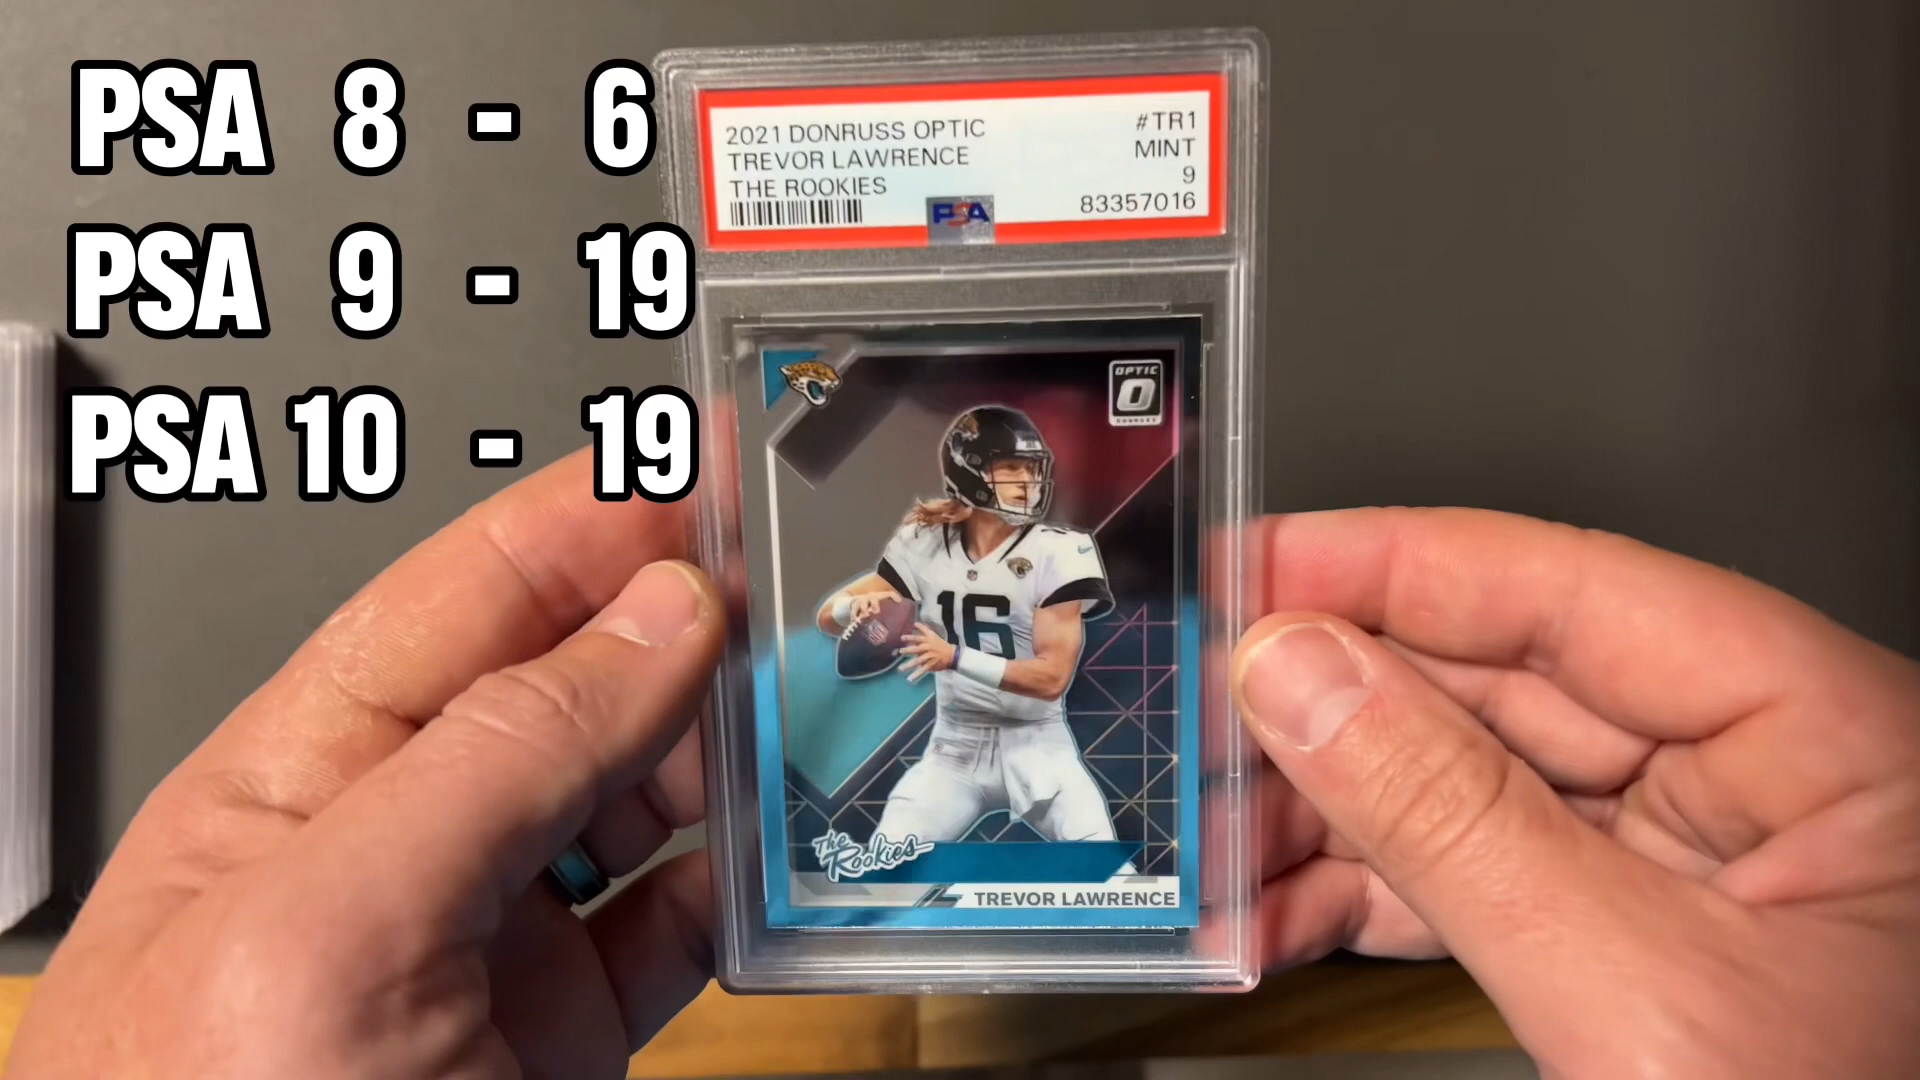 PSA 8 - 6
PSA 9 - 19
PSA 10 - 19
2021 DONRUSS OPTIC #TR1
TREVOR LAWRENCE MINT
THE ROOKIES 9
PSA 83357016
OPTIC
O
DONRUSS
16
The
Rookies
TREVOR LAWRENCE